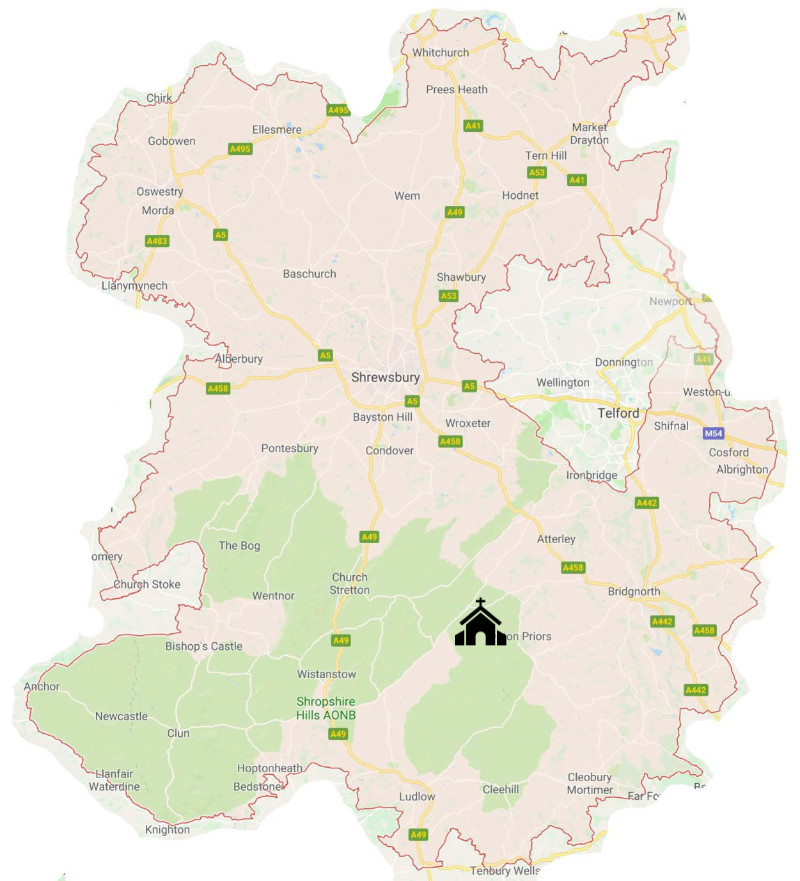 M
Whitchurch
Prees Heath
Chirk
A495
A41
Market
Drayton
Gobowen
Ellesmere
A495
Tern Hill
A53
A41
Oswestry
Wem
Hodnet
Morda
A49
A5
A483
Baschurch
Shawbury
Llanymynech
A53
Newport
Alberbury
A5
Donnington
A41
Shrewsbury
Wellington
A458
A5
Weston-u
A5
Telford
Bayston Hill
Wroxeter
Shifnal
M54
A458
Pontesbury
Condover
Cosford
Albrighton
Ironbridge
A442
A49
Atterley
The Bog
omery
A458
Church Stoke
Church
Stretton
Wentnor
Bridgnorth
A442
A458
A49
on Priors
Bishop's Castle
Wistanstow
Anchor
A442
Shropshire
Hills AONB
Newcastle
Clun
A49
Hoptonheath
Llanfair
Waterdine
Bedstone
Cleobury
Mortimer
Cleehill
Ludlow
Far Fo
Knighton
A49
Tenbury Wells